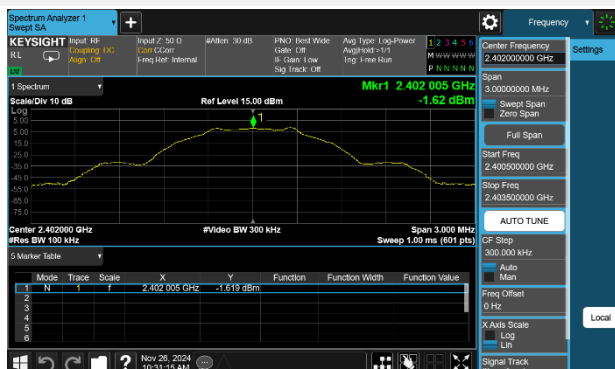 Spectrum Analyzer 1
Swept SA
+
Frequency
KEYSIGHT
RL
Input: RF
Coupling: DC
Align: Off
Input Z: 50 Ω
Corr CCorr
Freq Ref: Internal
#Atten: 30 dB
PNO: Best Wide
Gate: Off
IF Gain: Low
Sig Track: Off
Avg Type: Log-Power
Avg|Hold:>1/1
Trig: Free Run
1 2 3 4 5 6
M W W W W W
P N N N N N
1 Spectrum
Scale/Div 10 dB
Log
Ref Level 15.00 dBm
Mkr1 2.402 005 GHz
-1.62 dBm
1
5.00
-5.00
-15.0
-25.0
-35.0
-45.0
-55.0
-65.0
-75.0
Center 2.402000 GHz
#Res BW 100 kHz
#Video BW 300 kHz
Span 3.000 MHz
Sweep 1.00 ms (601 pts)
5 Marker Table
Mode Trace Scale X Y Function Function Width Function Value
1 N 1 f 2.402 005 GHz -1.619 dBm
2
3
4
5
6
Nov 26, 2024
10:31:15 AM
Center Frequency
2.402000000 GHz
Span
3.00000000 MHz
Swept Span
Zero Span
Full Span
Start Freq
2.400500000 GHz
Stop Freq
2.403500000 GHz
AUTO TUNE
CF Step
300.000 kHz
Auto
Man
Freq Offset
0 Hz
X Axis Scale
Log
Lin
Signal Track
Settings
Local